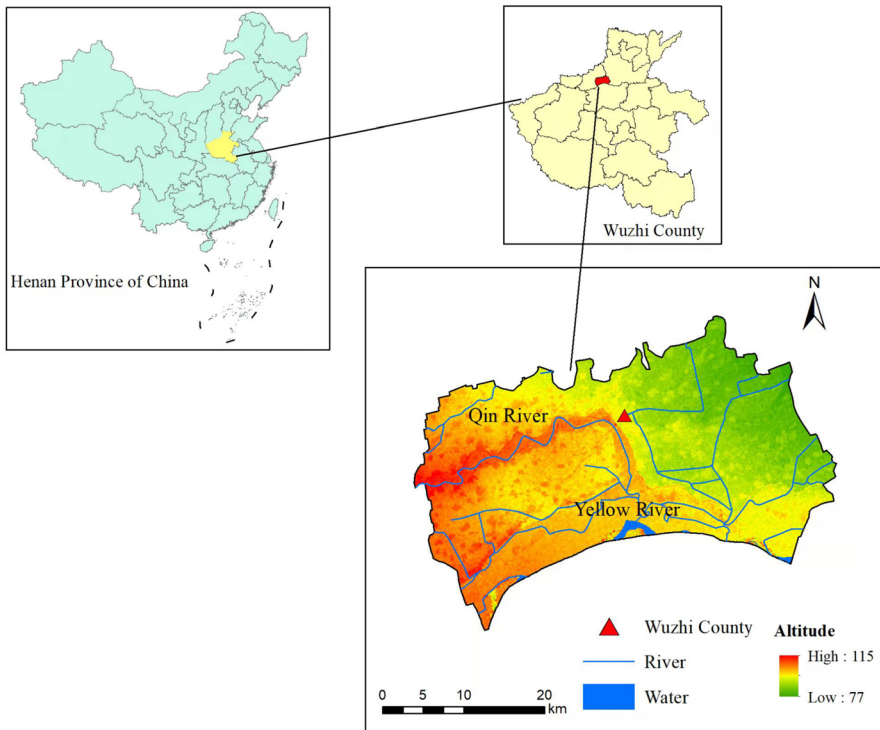 Henan Province of China
Wuzhi County
N
Qin River
Yellow River
Wuzhi County
River
Water
Altitude
High : 115
Low : 77
0 5 10 20
km